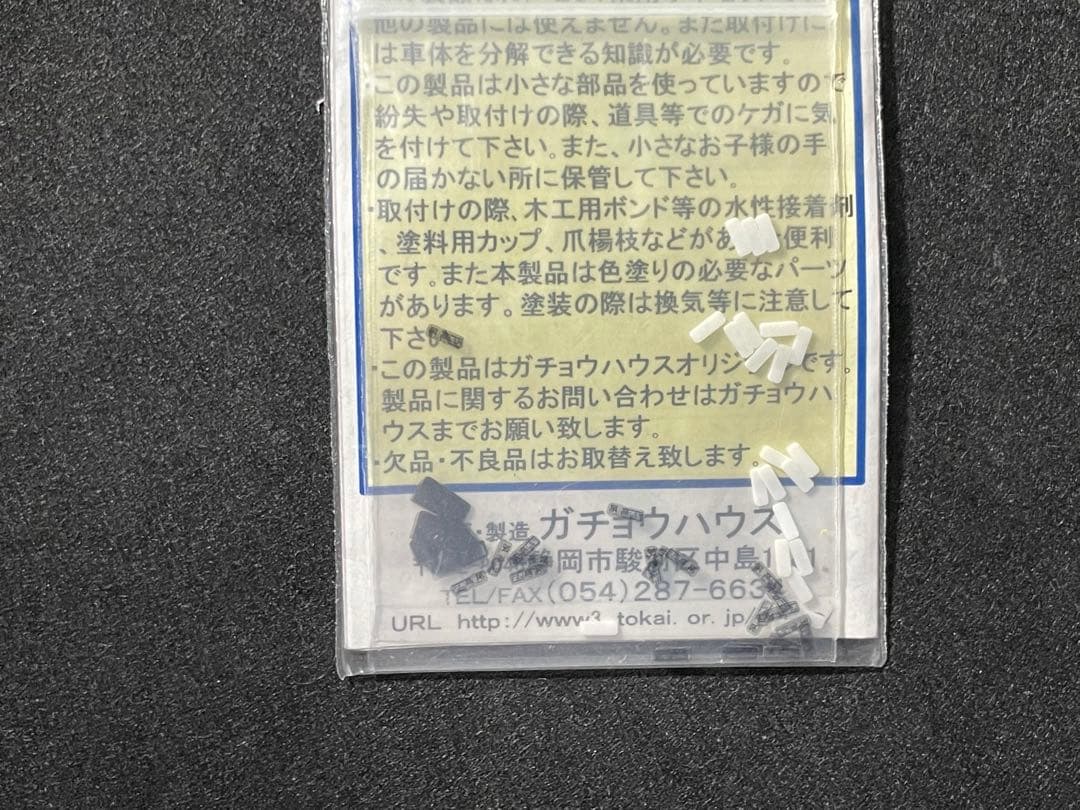 他の製品には使えません。また取付けに
は車体を分解できる知識が必要です。
この製品は小さな部品を使っていますので
紛失や取付けの際、道具等でのケガに気
を付けて下さい。また、小さなお子様の手
の届かない所に保管して下さい。
・取付けの際、木工用ボンド等の水性接着剤
、塗料用カップ、爪楊枝などがあ 便利
です。また本製品は色塗りの必要なパーツ
があります。塗装の際は換気等に注意して
下さ
・この製品はガチョウハウスオリジ です。
製品に関するお問い合わせはガチョウハ
ウスまでお願い致します。
・欠品・不良品はお取替え致します。
・製造 ガチョウハウス
岡市駿 区中島
TEL/FAX(054)287-663
URL http://www3.tokai.or.jp/